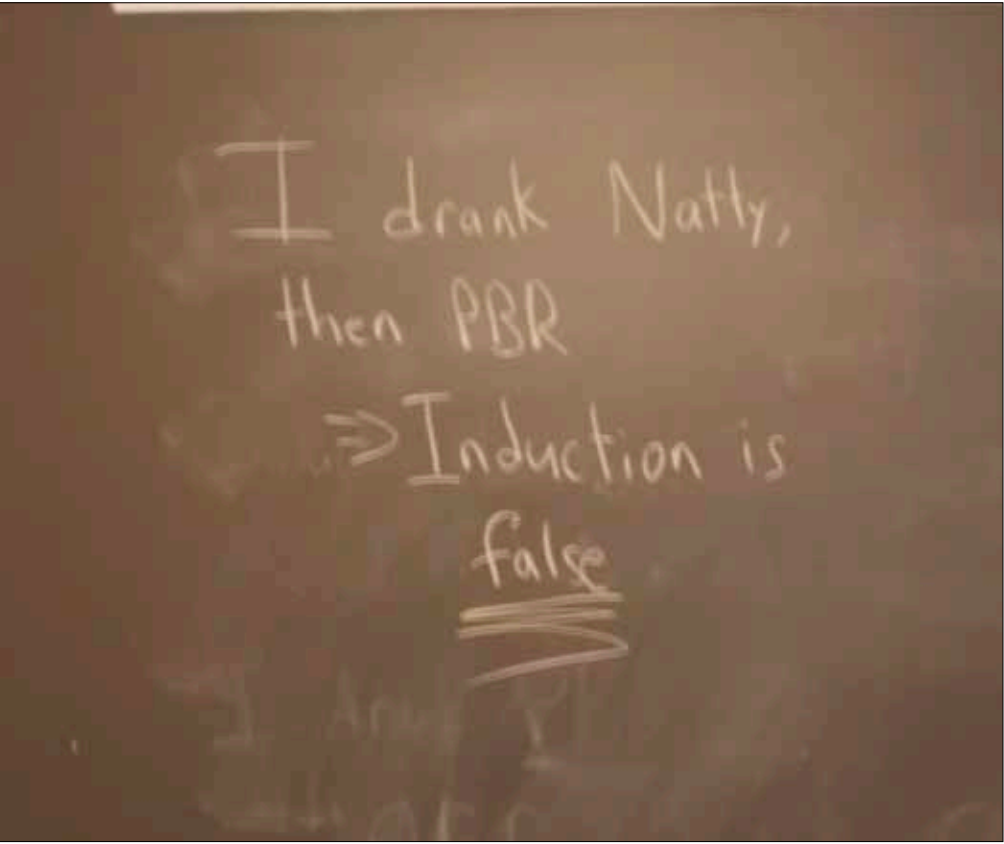 I drank Natty,
then PBR
⇒ Induction is
false